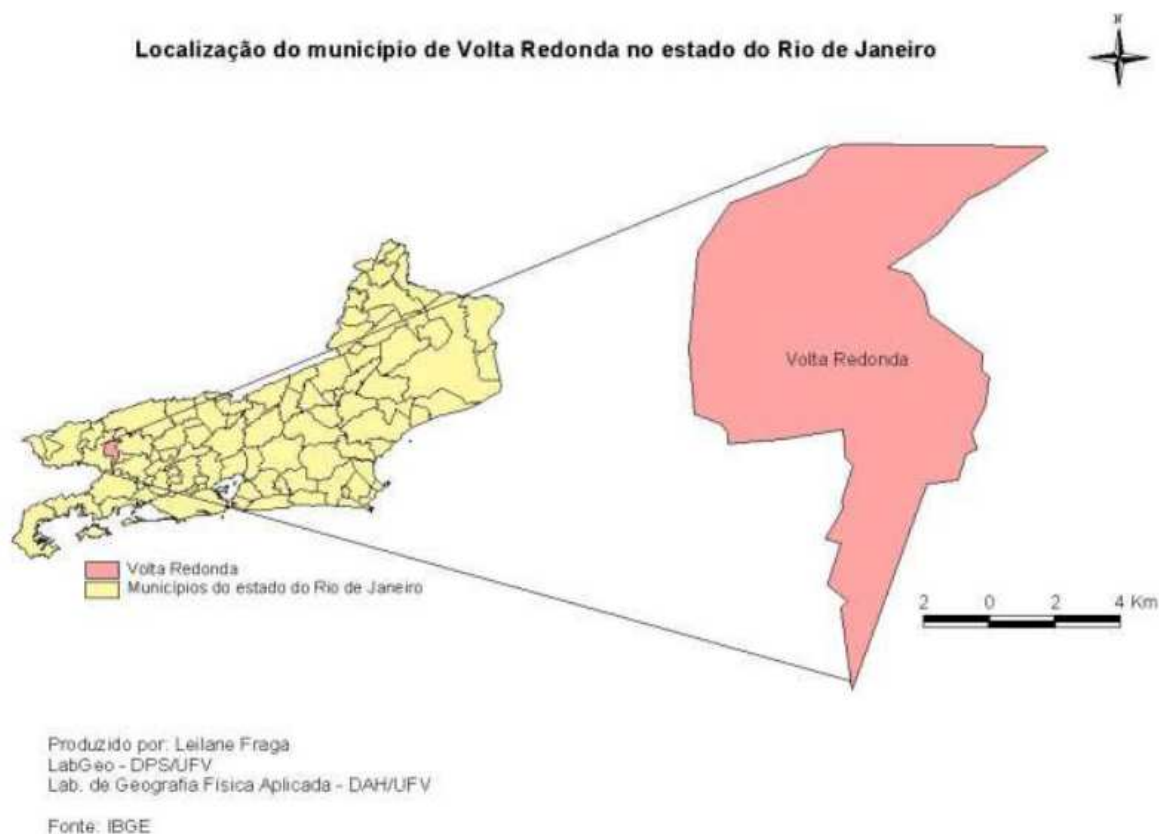 Localização do município de Volta Redonda no estado do Rio de Janeiro
N
Volta Redonda
Volta Redonda
Municípios do estado do Rio de Janeiro
2 0 2 4 Km
Produzido por: Leilane Fraga
LabGeo - DPS/UFV
Lab. de Geografia Física Aplicada - DAH/UFV
Fonte: IBGE